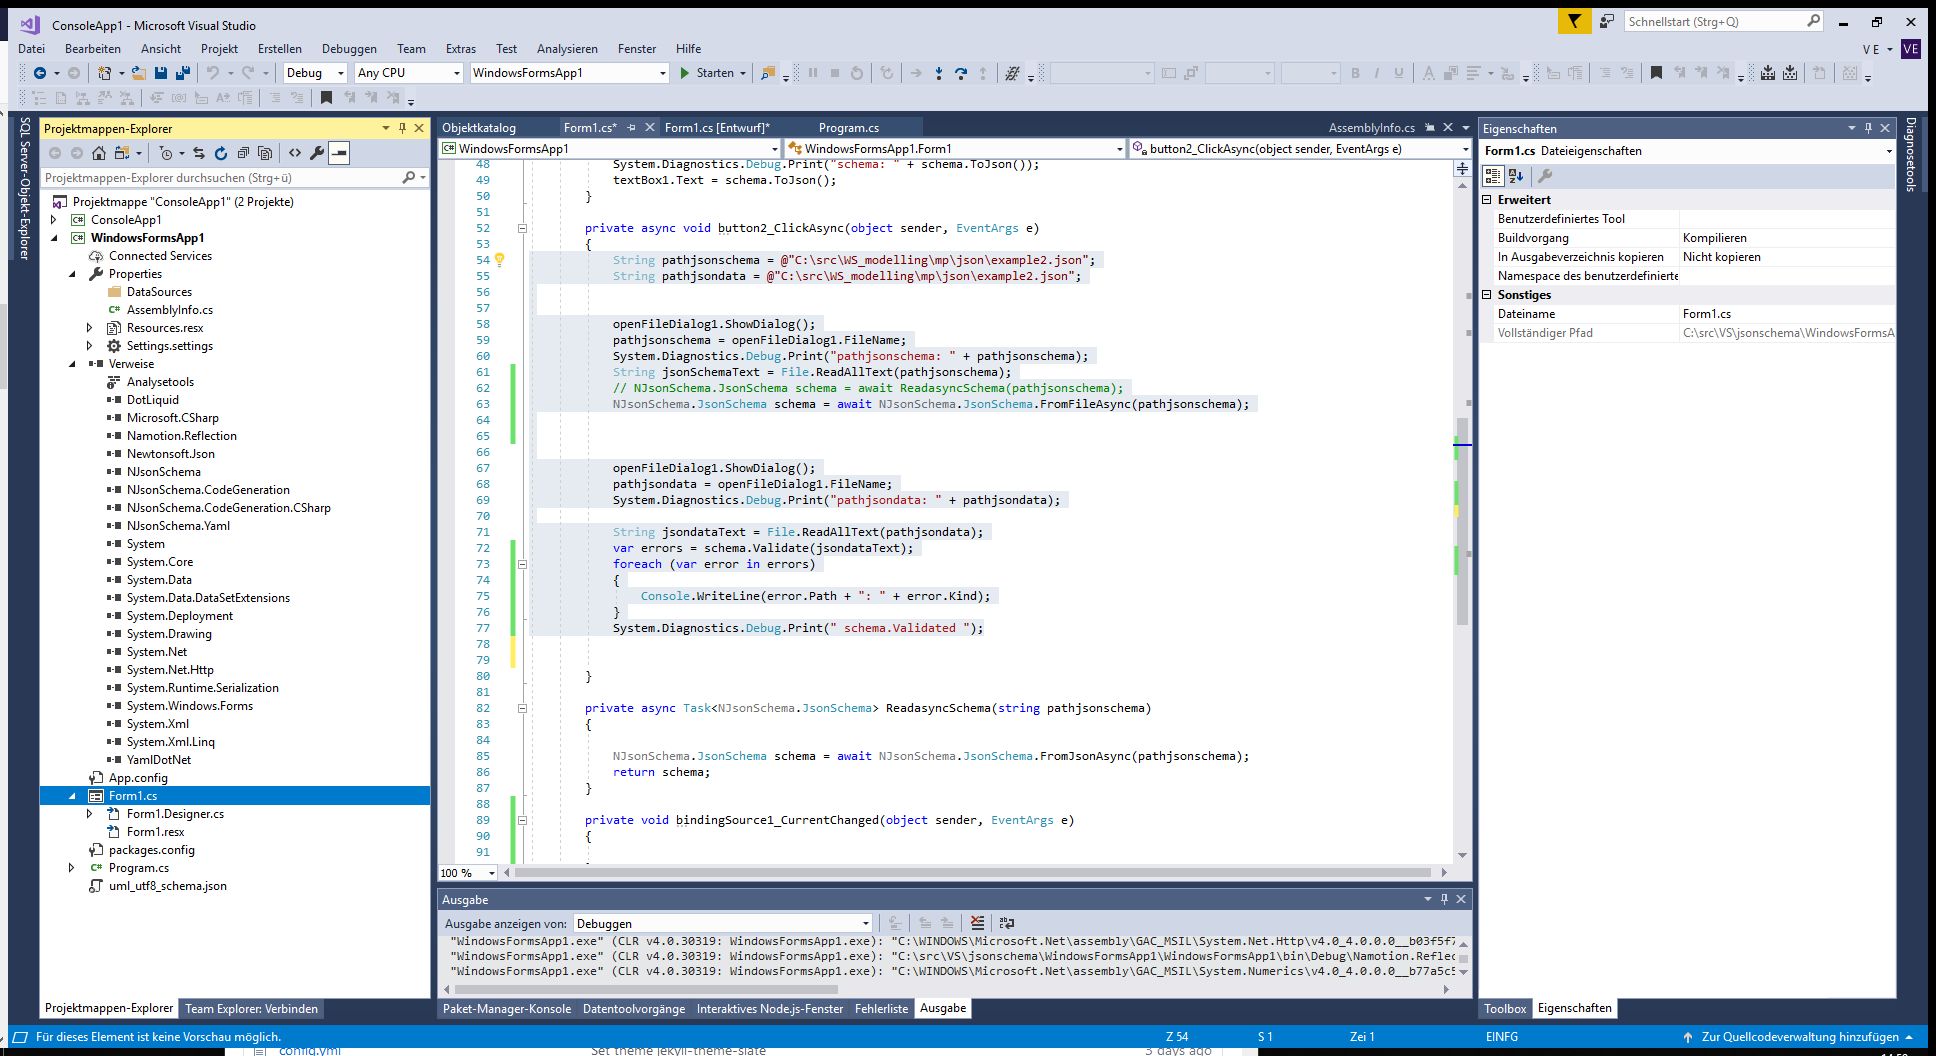 ConsoleApp1 - Microsoft Visual Studio
Schnellstart (Strg+Q)
Datei Bearbeiten Ansicht Projekt Erstellen Debuggen Team Extras Test Analysieren Fenster Hilfe
V E VE
Debug Any CPU WindowsFormsApp1 Starten
SQL Server-Objekt-Explorer
Projektmappen-Explorer
Projektmappen-Explorer durchsuchen (Strg+ü)
Projektmappe "ConsoleApp1" (2 Projekte)
ConsoleApp1
WindowsFormsApp1
Connected Services
Properties
DataSources
AssemblyInfo.cs
Resources.resx
Settings.settings
Verweise
Analysetools
DotLiquid
Microsoft.CSharp
Namotion.Reflection
Newtonsoft.Json
NJsonSchema
NJsonSchema.CodeGeneration
NJsonSchema.CodeGeneration.CSharp
NJsonSchema.Yaml
System
System.Core
System.Data
System.Data.DataSetExtensions
System.Deployment
System.Drawing
System.Net
System.Net.Http
System.Runtime.Serialization
System.Windows.Forms
System.Xml
System.Xml.Linq
YamlDotNet
App.config
Form1.cs
Form1.Designer.cs
Form1.resx
packages.config
Program.cs
uml_utf8_schema.json
Projektmappen-Explorer Team Explorer: Verbinden
Objektkatalog Form1.cs* Form1.cs [Entwurf]* Program.cs AssemblyInfo.cs
WindowsFormsApp1 WindowsFormsApp1.Form1 button2_ClickAsync(object sender, EventArgs e)
48 System.Diagnostics.Debug.Print("schema: " + schema.ToJson());
49 textBox1.Text = schema.ToJson();
50 }
51
52 private async void button2_ClickAsync(object sender, EventArgs e)
53 {
54 String pathjsonschema = @"C:\src\WS_modelling\mp\json\example2.json";
55 String pathjsondata = @"C:\src\WS_modelling\mp\json\example2.json";
56
57
58 openFileDialog1.ShowDialog();
59 pathjsonschema = openFileDialog1.FileName;
60 System.Diagnostics.Debug.Print("pathjsonschema: " + pathjsonschema);
61 String jsonSchemaText = File.ReadAllText(pathjsonschema);
62 // NJsonSchema.JsonSchema schema = await ReadasyncSchema(pathjsonschema);
63 NJsonSchema.JsonSchema schema = await NJsonSchema.JsonSchema.FromFileAsync(pathjsonschema);
64
65
66
67 openFileDialog1.ShowDialog();
68 pathjsondata = openFileDialog1.FileName;
69 System.Diagnostics.Debug.Print("pathjsondata: " + pathjsondata);
70
71 String jsondataText = File.ReadAllText(pathjsondata);
72 var errors = schema.Validate(jsondataText);
73 foreach (var error in errors)
74 {
75 Console.WriteLine(error.Path + ": " + error.Kind);
76 }
77 System.Diagnostics.Debug.Print(" schema.Validated ");
78
79
80 }
81
82 private async Task<NJsonSchema.JsonSchema> ReadasyncSchema(string pathjsonschema)
83 {
84
85 NJsonSchema.JsonSchema schema = await NJsonSchema.JsonSchema.FromJsonAsync(pathjsonschema);
86 return schema;
87 }
88
89 private void bindingSource1_CurrentChanged(object sender, EventArgs e)
90 {
91
100 %
Ausgabe
Ausgabe anzeigen von: Debuggen
"WindowsFormsApp1.exe" (CLR v4.0.30319: WindowsFormsApp1.exe): "C:\WINDOWS\Microsoft.Net\assembly\GAC_MSIL\System.Net.Http\v4.0_4.0.0.0__b03f5f7
"WindowsFormsApp1.exe" (CLR v4.0.30319: WindowsFormsApp1.exe): "C:\src\VS\jsonschema\WindowsFormsApp1\WindowsFormsApp1\bin\Debug\Namotion.Reflec
"WindowsFormsApp1.exe" (CLR v4.0.30319: WindowsFormsApp1.exe): "C:\WINDOWS\Microsoft.Net\assembly\GAC_MSIL\System.Numerics\v4.0_4.0.0.0__b77a5c5
Paket-Manager-Konsole Datentoolvorgänge Interaktives Node.js-Fenster Fehlerliste Ausgabe
Eigenschaften
Form1.cs Dateieigenschaften
Erweitert
Benutzerdefiniertes Tool
Buildvorgang Kompilieren
In Ausgabeverzeichnis kopieren Nicht kopieren
Namespace des benutzerdefinierte
Sonstiges
Dateiname Form1.cs
Vollständiger Pfad C:\src\VS\jsonschema\WindowsFormsA
Toolbox Eigenschaften
Diagnosetools
Für dieses Element ist keine Vorschau möglich. Z 54 S 1 Zei 1 EINFG Zur Quellcodeverwaltung hinzufügen
config.yml Set theme jekyll-theme-slate 3 days ago